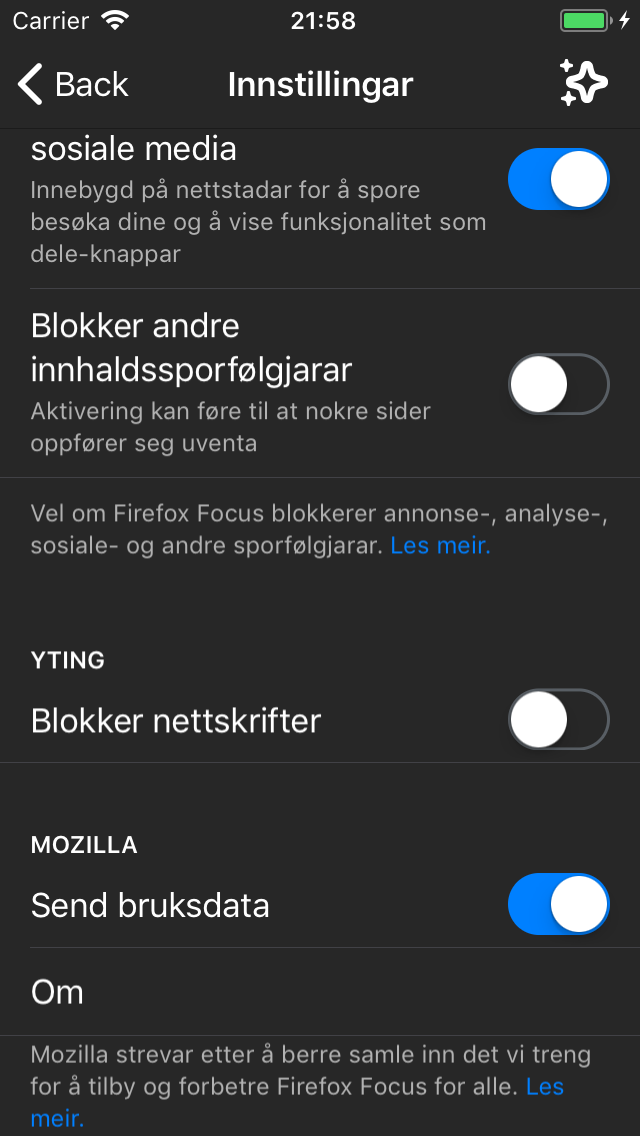 Carrier 21:58
Back Innstillingar
sosiale media
Innebygd på nettstadar for å spore
besøka dine og å vise funksjonalitet som
dele-knappar
Blokker andre
innhaldssporfølgjarar
Aktivering kan føre til at nokre sider
oppfører seg uventa
Vel om Firefox Focus blokkerer annonse-, analyse-,
sosiale- og andre sporfølgjarar. Les meir.
YTING
Blokker nettskrifter
MOZILLA
Send bruksdata
Om
Mozilla strevar etter å berre samle inn det vi treng
for å tilby og forbetre Firefox Focus for alle. Les
meir.